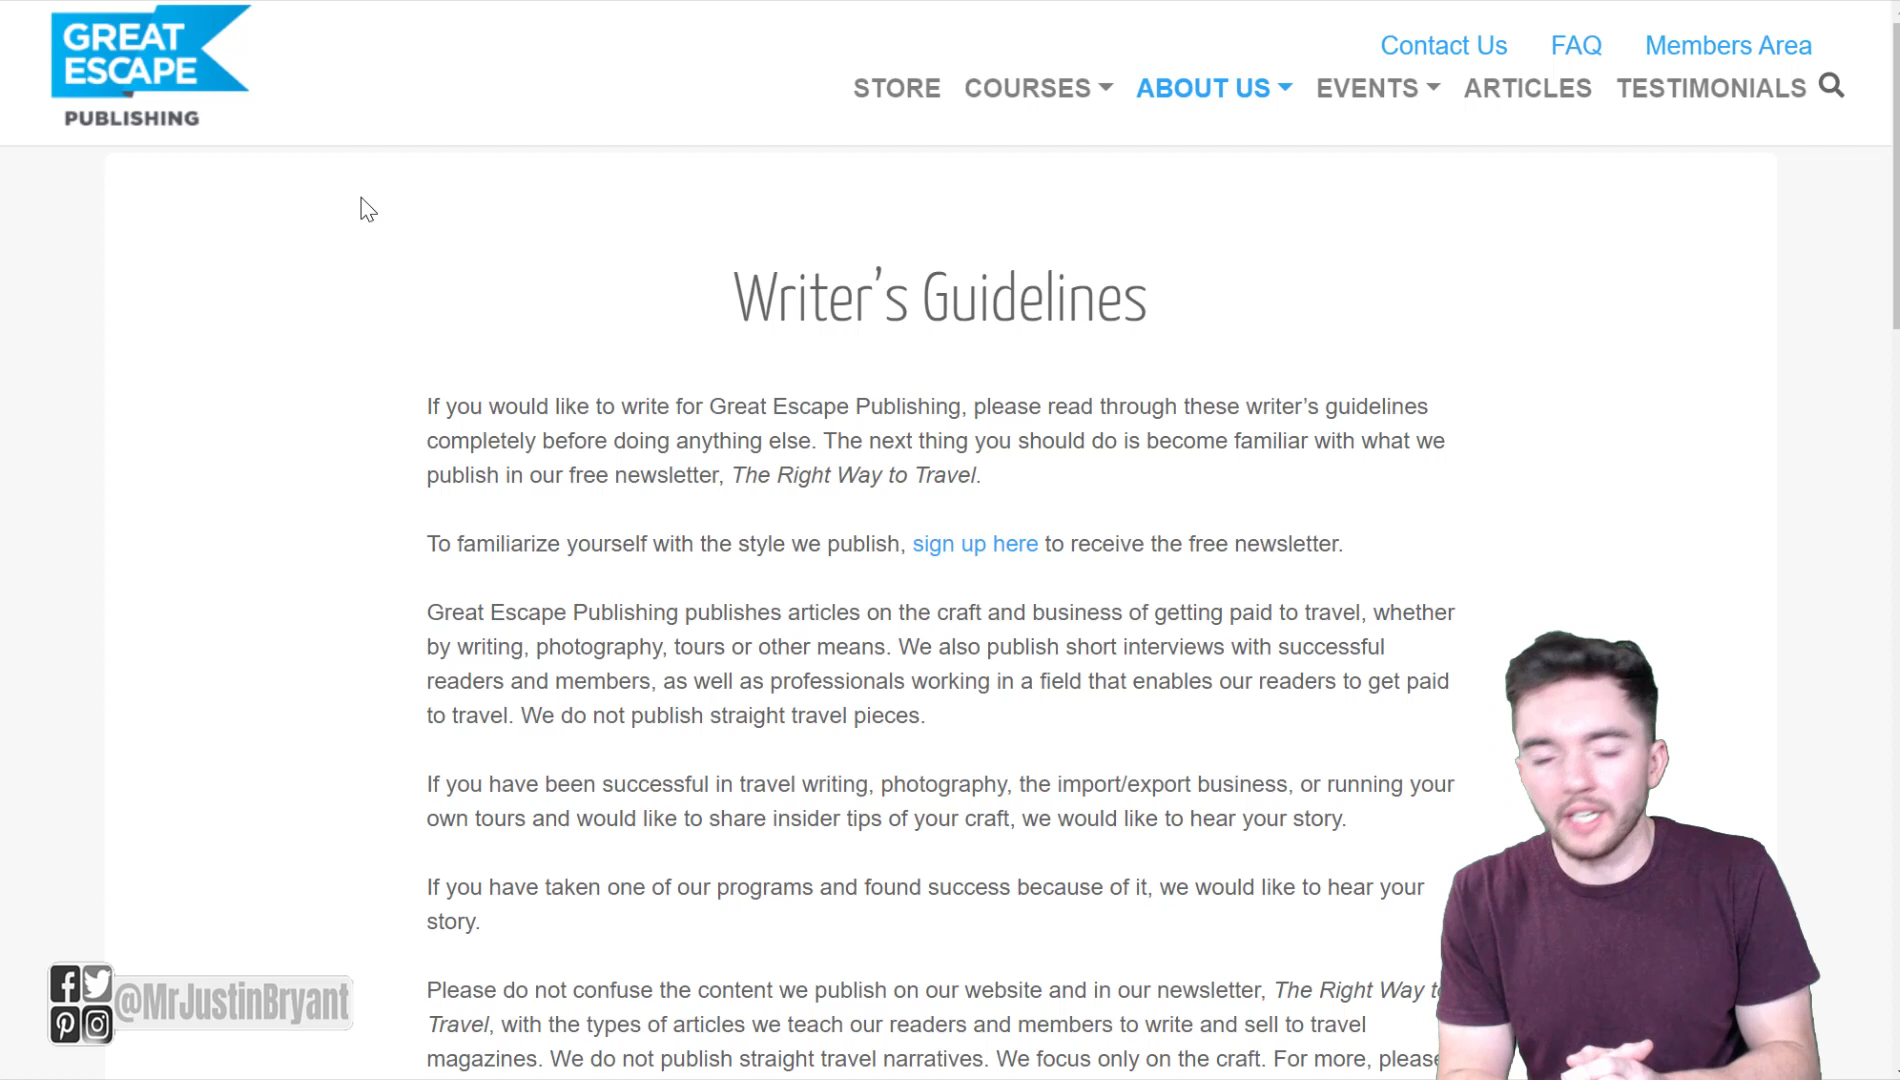 GREAT
ESCAPE
PUBLISHING
Contact Us FAQ Members Area
STORE COURSES ABOUT US EVENTS ARTICLES TESTIMONIALS
Writer’s Guidelines
If you would like to write for Great Escape Publishing, please read through these writer’s guidelines
completely before doing anything else. The next thing you should do is become familiar with what we
publish in our free newsletter, The Right Way to Travel.
To familiarize yourself with the style we publish, sign up here to receive the free newsletter.
Great Escape Publishing publishes articles on the craft and business of getting paid to travel, whether
by writing, photography, tours or other means. We also publish short interviews with successful
readers and members, as well as professionals working in a field that enables our readers to get paid
to travel. We do not publish straight travel pieces.
If you have been successful in travel writing, photography, the import/export business, or running your
own tours and would like to share insider tips of your craft, we would like to hear your story.
If you have taken one of our programs and found success because of it, we would like to hear your
story.
Please do not confuse the content we publish on our website and in our newsletter, The Right Way
Travel, with the types of articles we teach our readers and members to write and sell to travel
magazines. We do not publish straight travel narratives. We focus only on the craft. For more, please
@MrJustinBryant